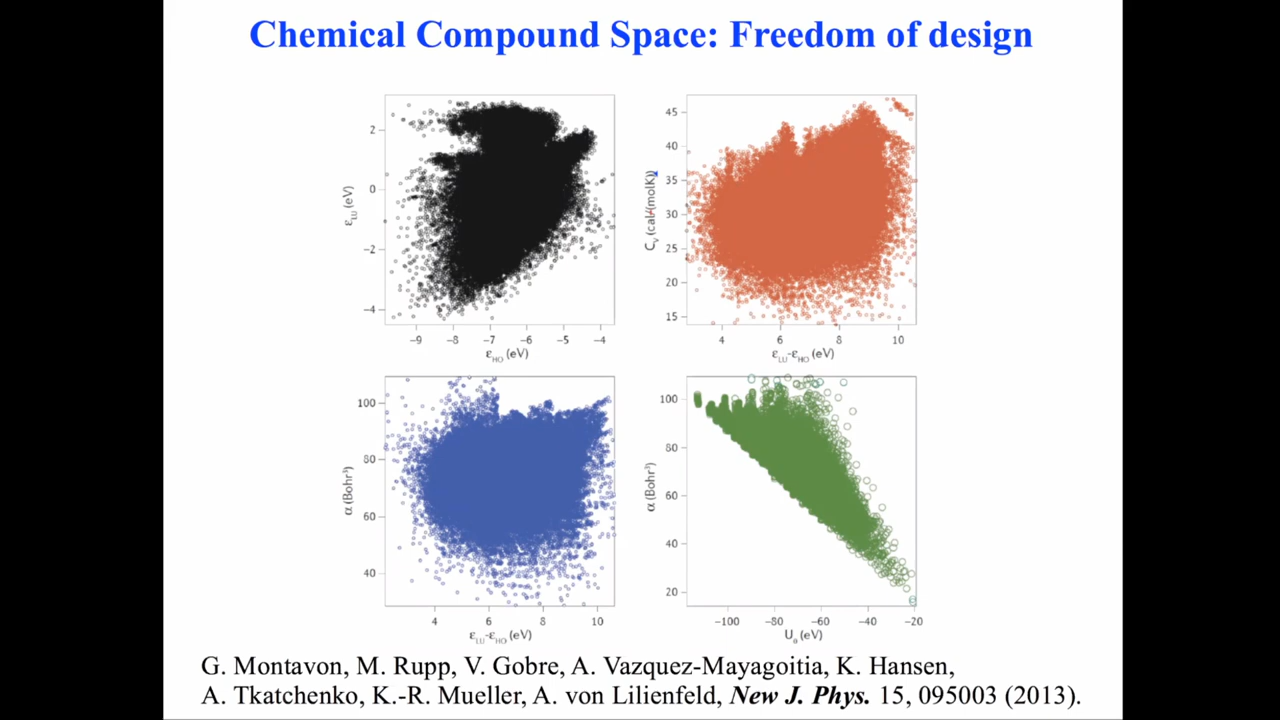 Chemical Compound Space: Freedom of design
2
0
−2
−4
ε_LU (eV)
−9 −8 −7 −6 −5 −4
ε_HO (eV)
45
40
35
30
25
20
15
C_v (cal/(molK))
4 6 8 10
ε_LU-ε_HO (eV)
100
80
60
40
α (Bohr³)
4 6 8 10
ε_LU-ε_HO (eV)
100
80
60
40
20
α (Bohr³)
−100 −80 −60 −40 −20
(eV)
G. Montavon, M. Rupp, V. Gobre, A. Vazquez-Mayagoitia, K. Hansen,
A. Tkatchenko, K.-R. Mueller, A. von Lilienfeld, New J. Phys. 15, 095003 (2013).